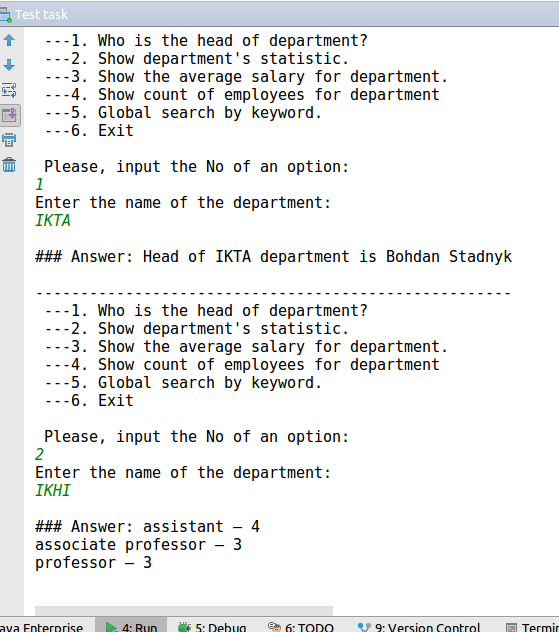 Test task
---1. Who is the head of department?
---2. Show department's statistic.
---3. Show the average salary for department.
---4. Show count of employees for department
---5. Global search by keyword.
---6. Exit
Please, input the No of an option:
1
Enter the name of the department:
IKTA
### Answer: Head of IKTA department is Bohdan Stadnyk
-----------------------------------------------------
---1. Who is the head of department?
---2. Show department's statistic.
---3. Show the average salary for department.
---4. Show count of employees for department
---5. Global search by keyword.
---6. Exit
Please, input the No of an option:
2
Enter the name of the department:
IKHI
### Answer: assistant – 4
associate professor – 3
professor – 3
ava Enterprise 4: Run 5: Debug 6: TODO 9: Version Control Termin